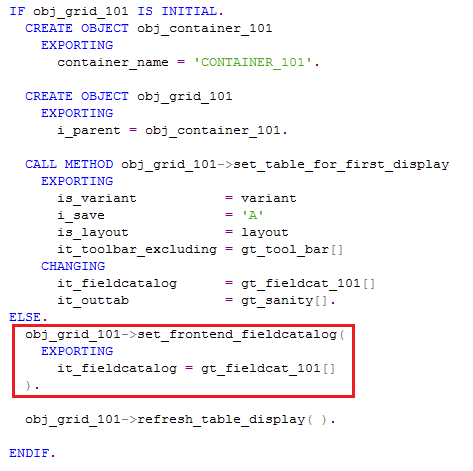 IF obj_grid_101 IS INITIAL.
  CREATE OBJECT obj_container_101
    EXPORTING
      container_name = 'CONTAINER_101'.

  CREATE OBJECT obj_grid_101
    EXPORTING
      i_parent = obj_container_101.

  CALL METHOD obj_grid_101->set_table_for_first_display
    EXPORTING
      is_variant           = variant
      i_save               = 'A'
      is_layout            = layout
      it_toolbar_excluding = gt_tool_bar[]
    CHANGING
      it_fieldcatalog      = gt_fieldcat_101[]
      it_outtab            = gt_sanity[].
ELSE.
  obj_grid_101->set_frontend_fieldcatalog(
    EXPORTING
      it_fieldcatalog = gt_fieldcat_101[]
  ).

  obj_grid_101->refresh_table_display( ).

ENDIF.